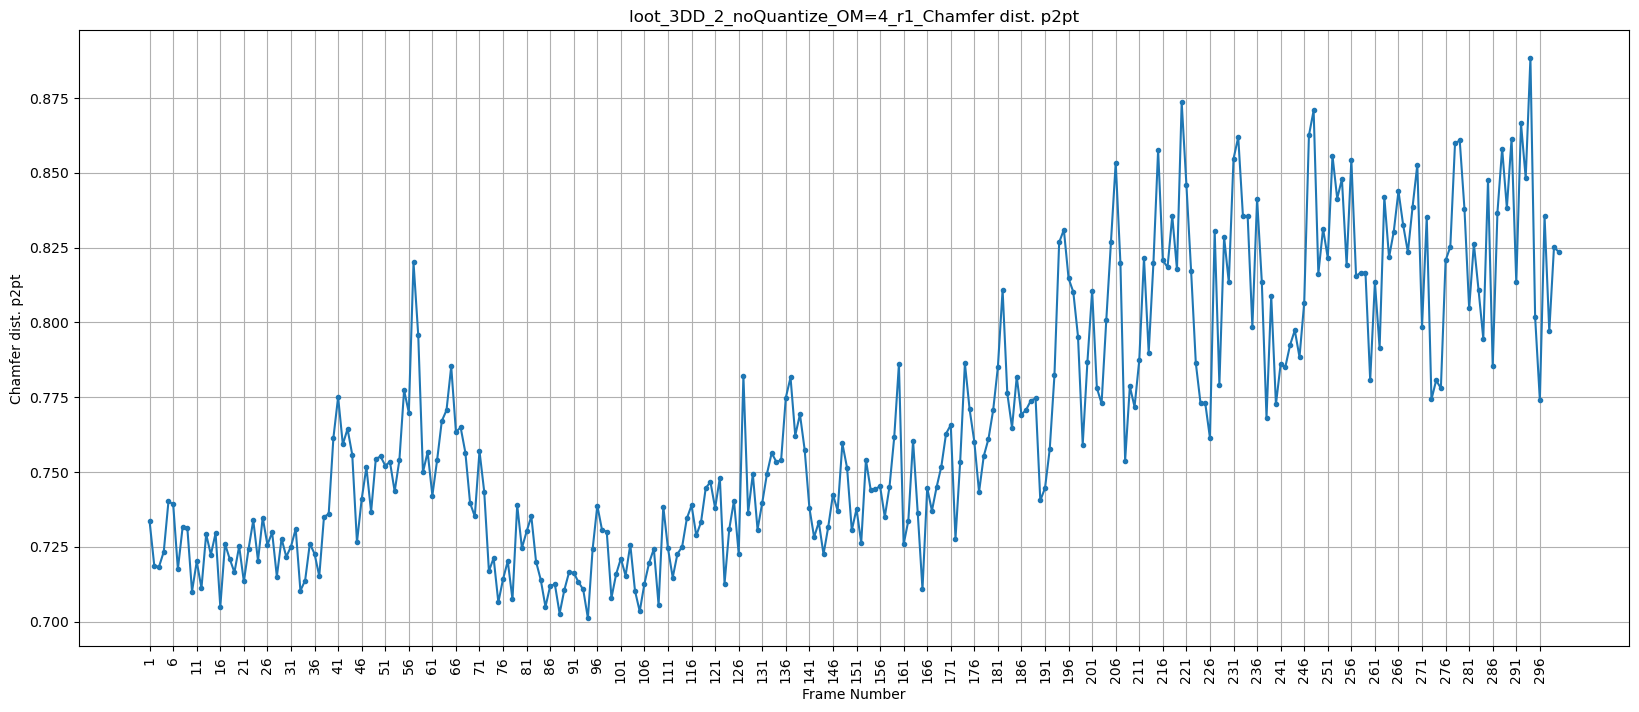 loot_3DD_2_noQuantize_OM=4_r1_Chamfer dist. p2pt
Chamfer dist. p2pt
0.875
0.850
0.825
0.800
0.775
0.750
0.725
0.700
1 6 11 16 21 26 31 36 41 46 51 56 61 66 71 76 81 86 91 96 101 106 111 116 121 126 131 136 141 146 151 156 161 166 171 176 181 186 191 196 201 206 211 216 221 226 231 236 241 246 251 256 261 266 271 276 281 286 291 296
Frame Number